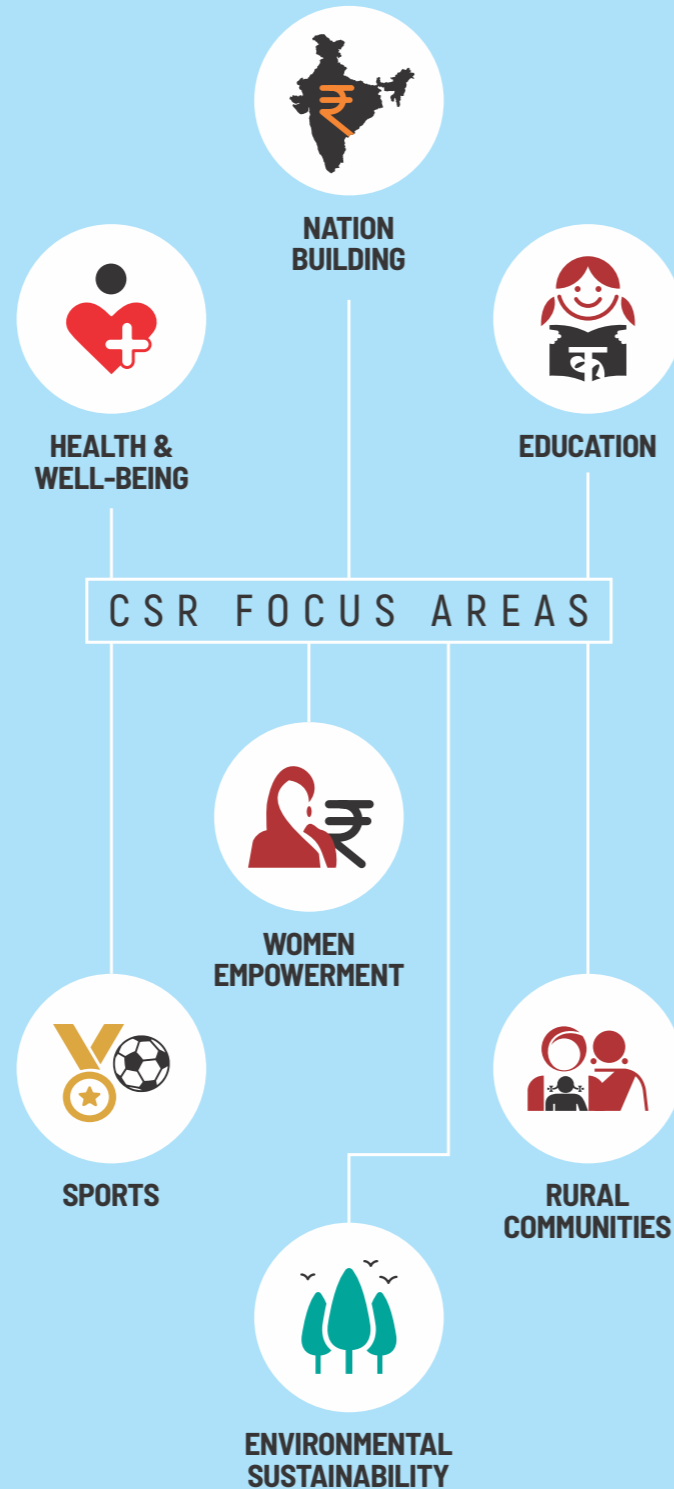 ₹
NATION
BUILDING
HEALTH &
WELL-BEING
क
EDUCATION
CSR FOCUS AREAS
₹
WOMEN
EMPOWERMENT
SPORTS
RURAL
COMMUNITIES
ENVIRONMENTAL
SUSTAINABILITY